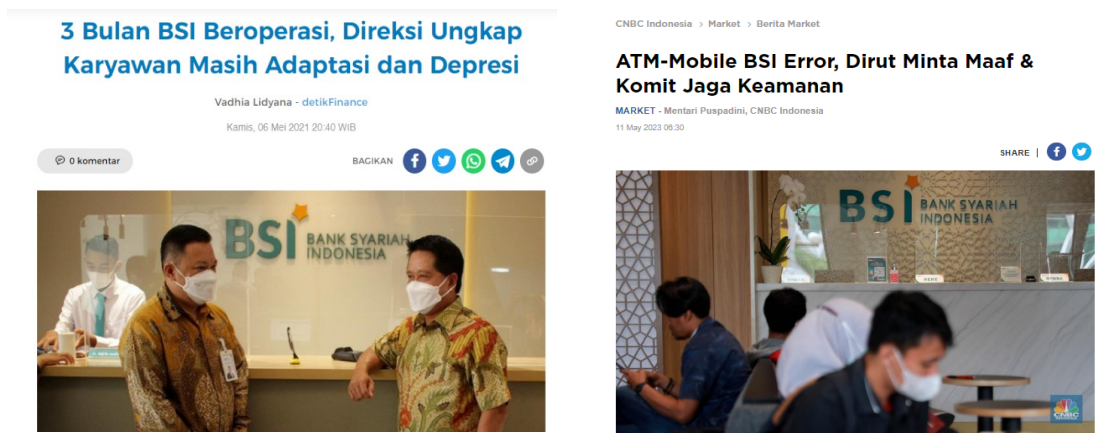 3 Bulan BSI Beroperasi, Direksi Ungkap
Karyawan Masih Adaptasi dan Depresi
Vadhia Lidyana - detikFinance
Kamis, 06 Mei 2021 20:40 WIB
0 komentar
BAGIKAN
BSI BANK SYARIAH
INDONESIA
CNBC Indonesia > Market > Berita Market
ATM-Mobile BSI Error, Dirut Minta Maaf &
Komit Jaga Keamanan
MARKET - Mentari Puspadini, CNBC Indonesia
11 May 2023 06:30
SHARE |
BSI BANK SYARIAH
INDONESIA
CNBC